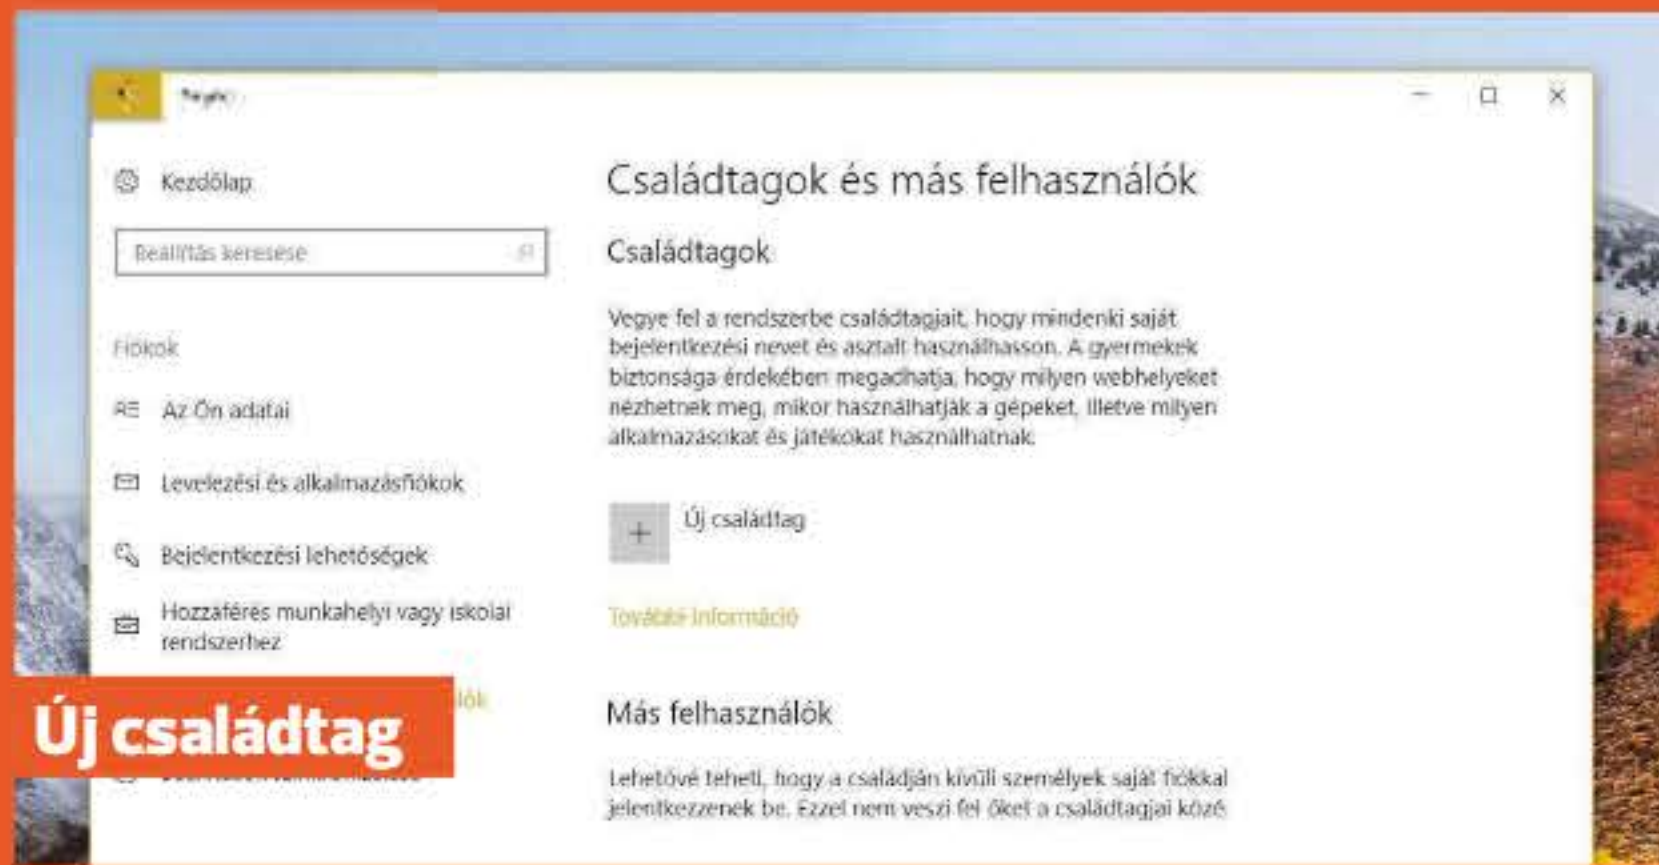 Kezdőlap
Beállítás keresése
Fiókok
Az Ön adatai
Levelezési és alkalmazásfiókok
Bejelentkezési lehetőségek
Hozzáférés munkahelyi vagy iskolai
rendszerhez
Új családtag
Családtagok és más felhasználók
Családtagok
Vegye fel a rendszerbe családtagjait, hogy mindenki saját
bejelentkezési nevet és asztalt használhasson. A gyermekek
biztonsága érdekében megadhatja, hogy milyen webhelyeket
nézhetnek meg, mikor használhatják a gépeket, illetve milyen
alkalmazásokat és játékokat használhatnak.
Új családtag
További információ
Más felhasználók
Lehetővé teheti, hogy a családján kívüli személyek saját fiókkal
jelentkezzenek be. Ezzel nem veszi fel őket a családtagjai közé